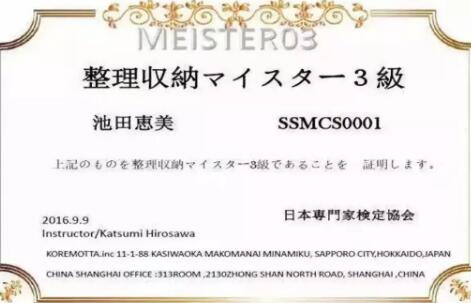 MEISTER03
整理収納マイスター３級
池田恵美 SSMCS0001
上記のものを整理収納マイスター3級であることを 証明します。
2016.9.9 日本専門家検定協会
Instructor/Katsumi Hirosawa
KOREMOTTA.inc 11-1-88 KASIWAOKA MAKOMANAI MINAMIKU, SAPPORO CITY,HOKKAIDO,JAPAN
CHINA SHANGHAI OFFICE :313ROOM ,2130ZHONG SHAN NORTH ROAD, SHANGHAI ,CHINA